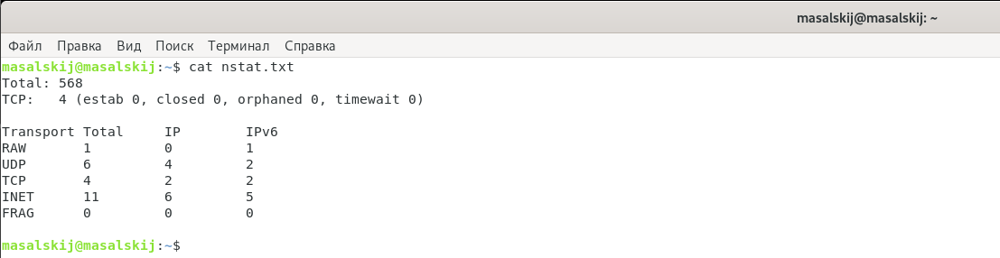 masalskij@masalskij: ~
Файл Правка Вид Поиск Терминал Справка
masalskij@masalskij:~$ cat nstat.txt
Total: 568
TCP:   4 (estab 0, closed 0, orphaned 0, timewait 0)

Transport Total     IP        IPv6
RAW       1         0         1
UDP       6         4         2
TCP       4         2         2
INET      11        6         5
FRAG      0         0         0

masalskij@masalskij:~$